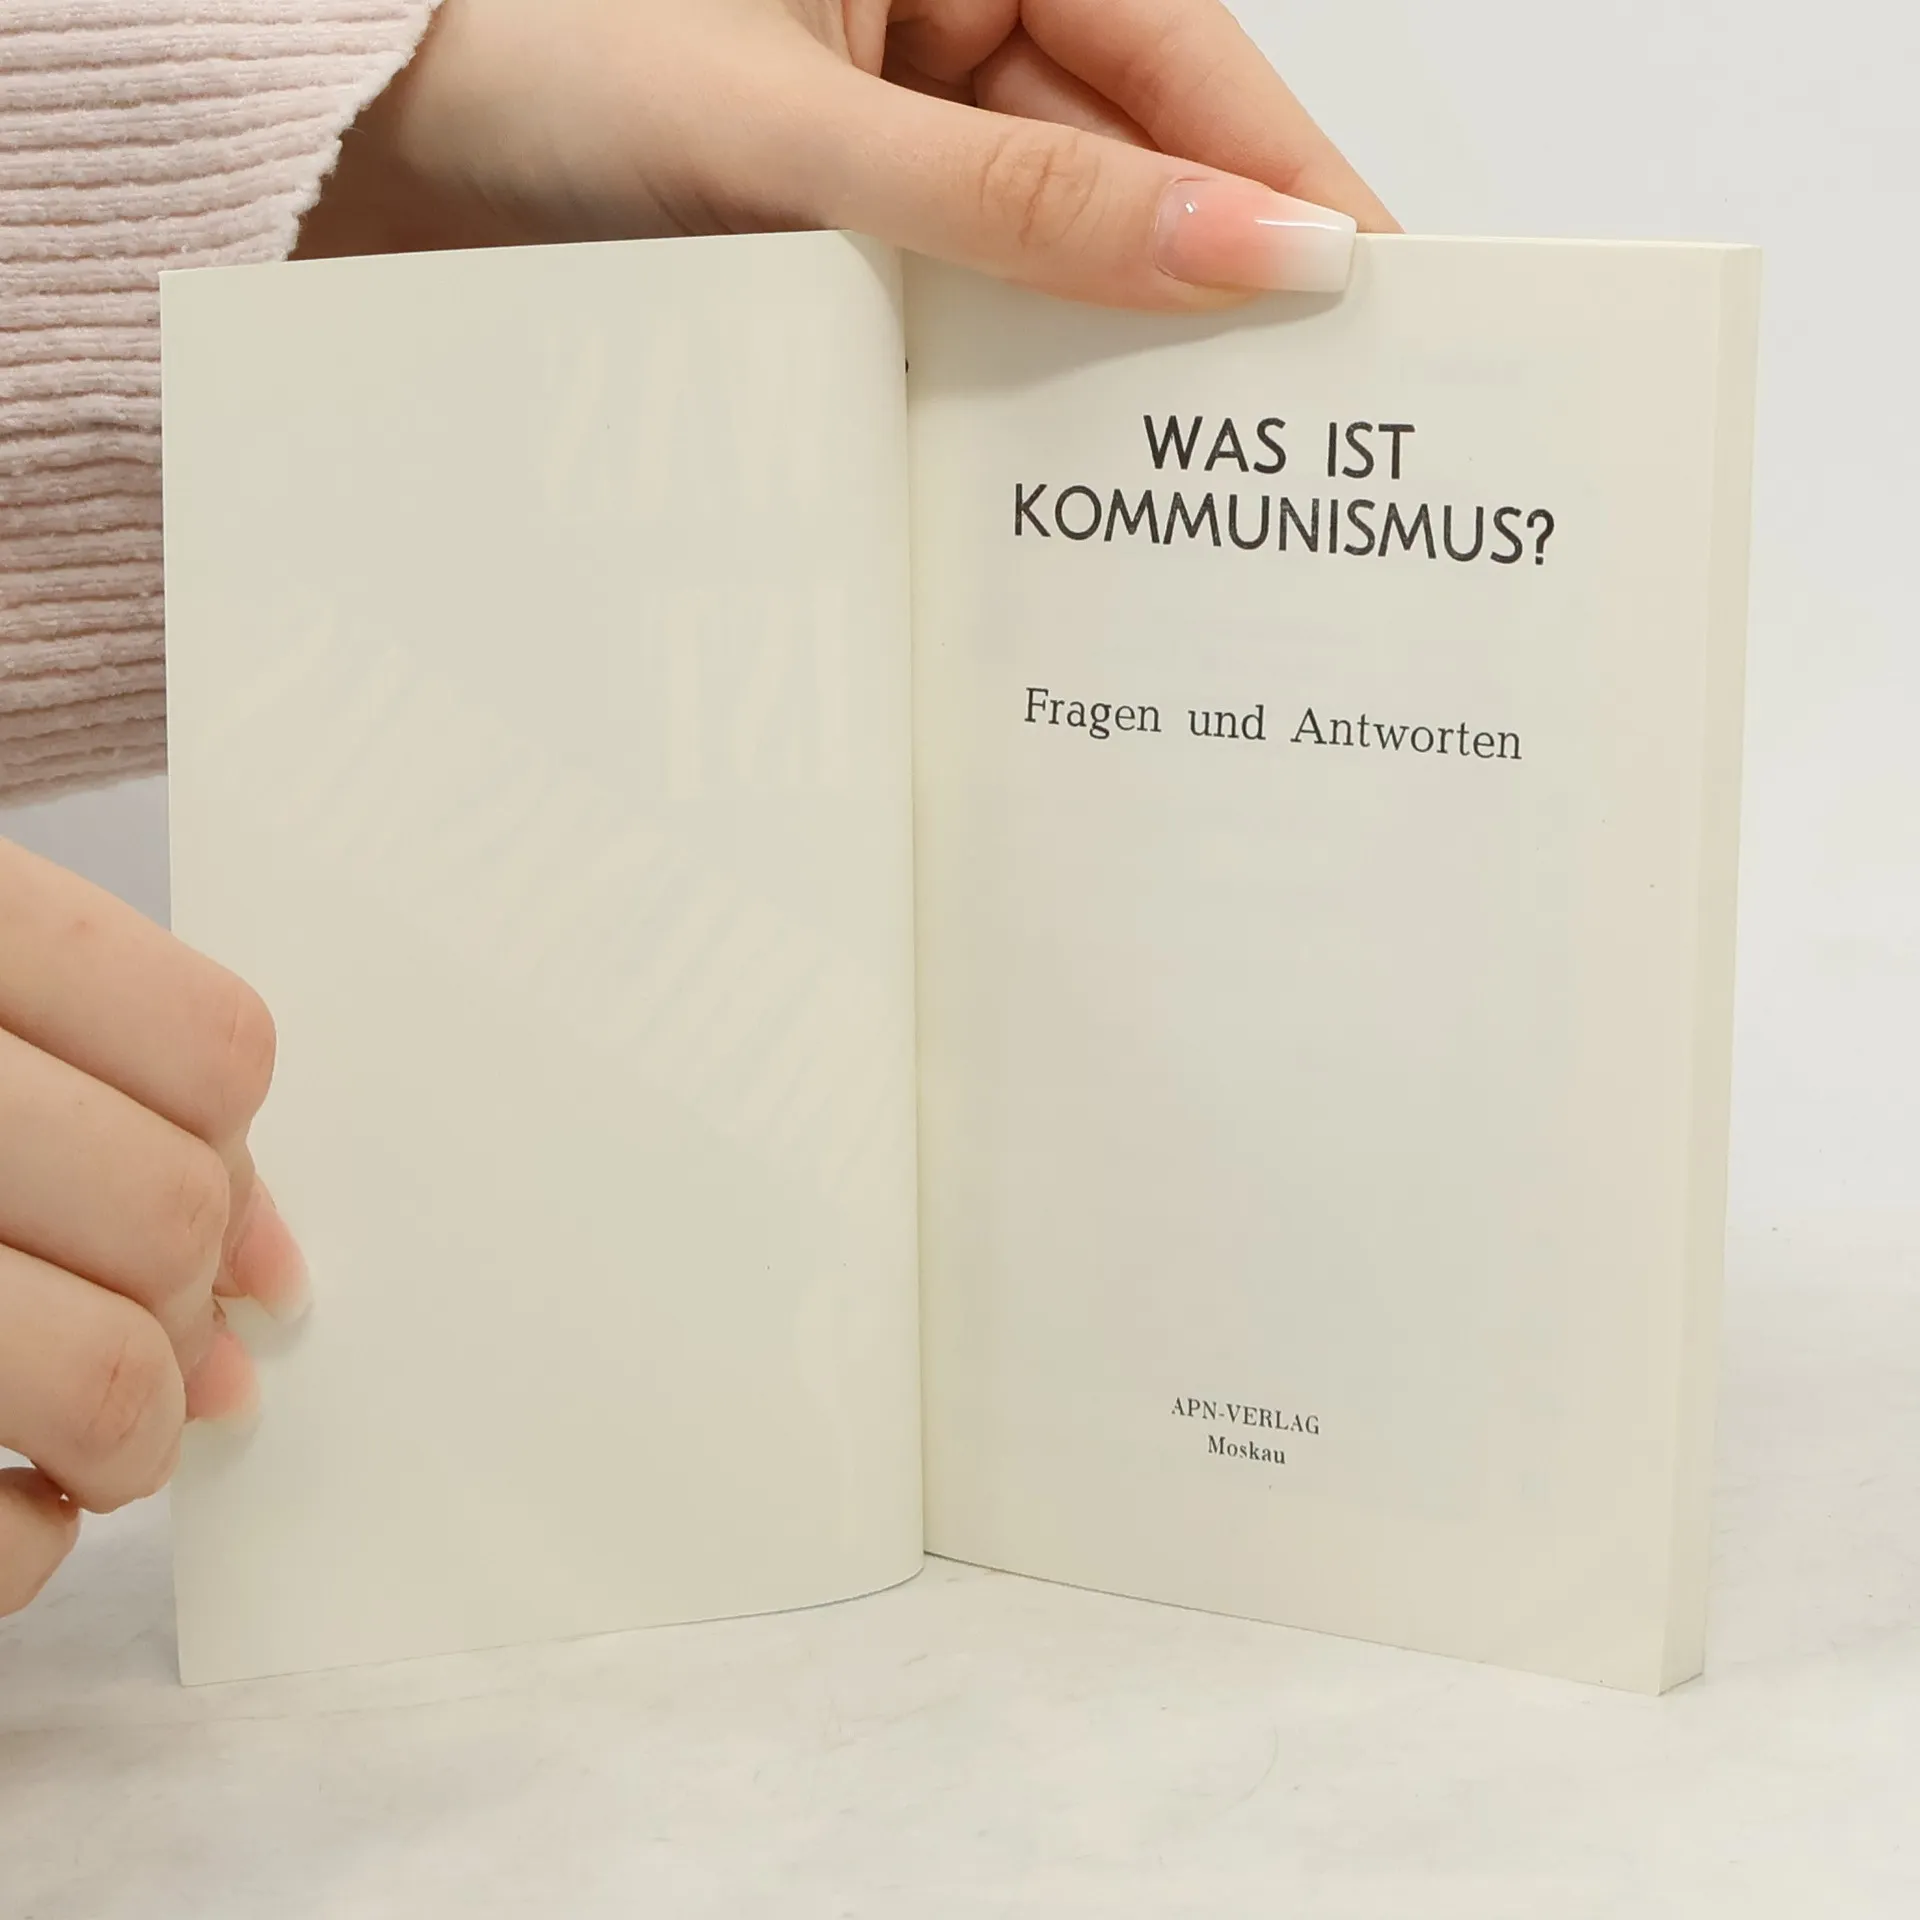 WAS IST
KOMMUNISMUS?
Fragen und Antworten
APN-VERLAG
Moskau